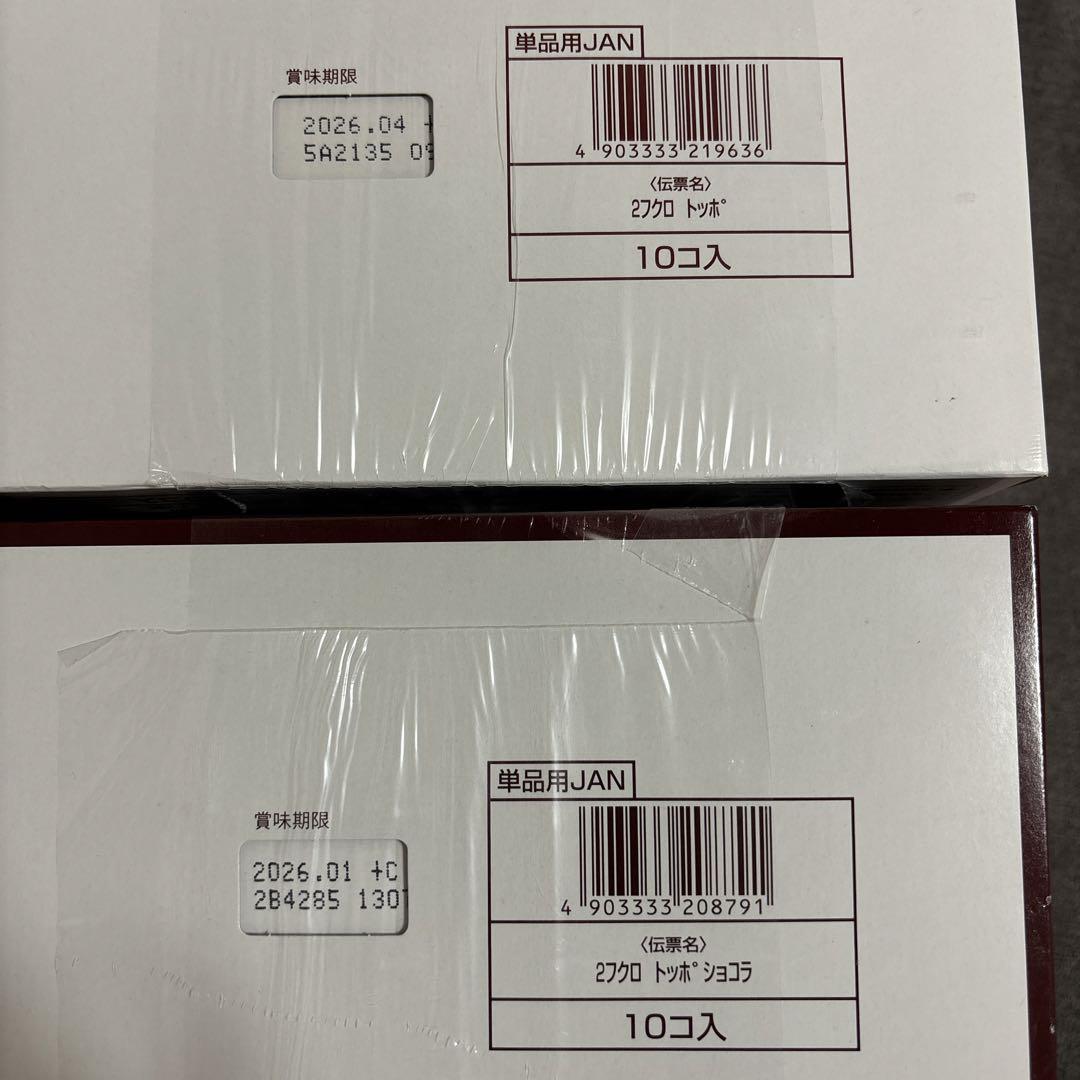 単品用JAN
賞味期限
2026.04 +
5A2135 09
4 903333 219636
〈伝票名〉
2フクロ トッポ
10コ入
単品用JAN
賞味期限
2026.01 +C
2B4285 130
4 903333 208791
〈伝票名〉
2フクロ トッポショコラ
10コ入